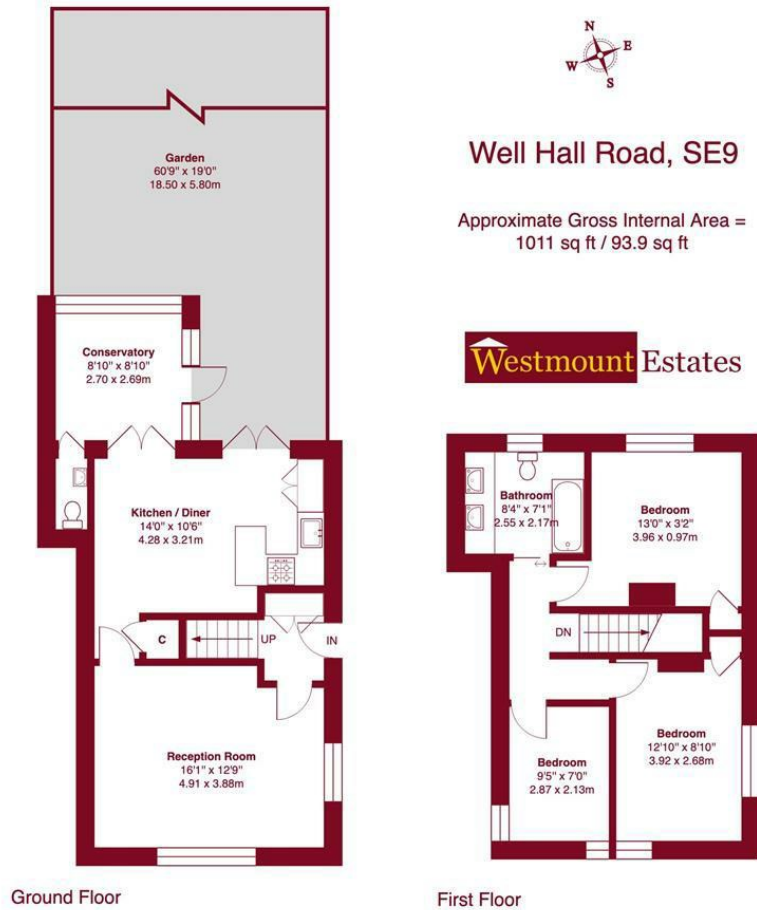 N
E
W
S
Well Hall Road, SE9
Approximate Gross Internal Area =
1011 sq ft / 93.9 sq ft
Westmount Estates
Garden
60'9" x 19'0"
18.50 x 5.80m
Conservatory
8'10" x 8'10"
2.70 x 2.69m
Kitchen / Diner
14'0" x 10'6"
4.28 x 3.21m
C
UP
IN
Reception Room
16'1" x 12'9"
4.91 x 3.88m
Ground Floor
Bathroom
8'4" x 7'1"
2.55 x 2.17m
Bedroom
13'0" x 3'2"
3.96 x 0.97m
DN
Bedroom
12'10" x 8'10"
3.92 x 2.68m
Bedroom
9'5" x 7'0"
2.87 x 2.13m
First Floor